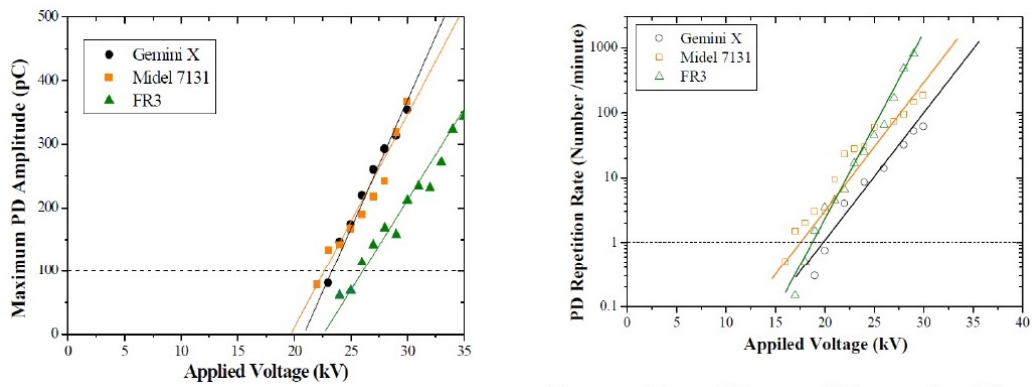 Maximum PD Amplitude (pC)
500
400
300
200
100
0
Gemini X
Midel 7131
FR3
0 5 10 15 20 25 30 35
Applied Voltage (kV)
PD Repetition Rate (Number /minute)
1000
100
10
1
0.1
Gemini X
Midel 7131
FR3
0 5 10 15 20 25 30 35 40
Appiled Voltage (kV)